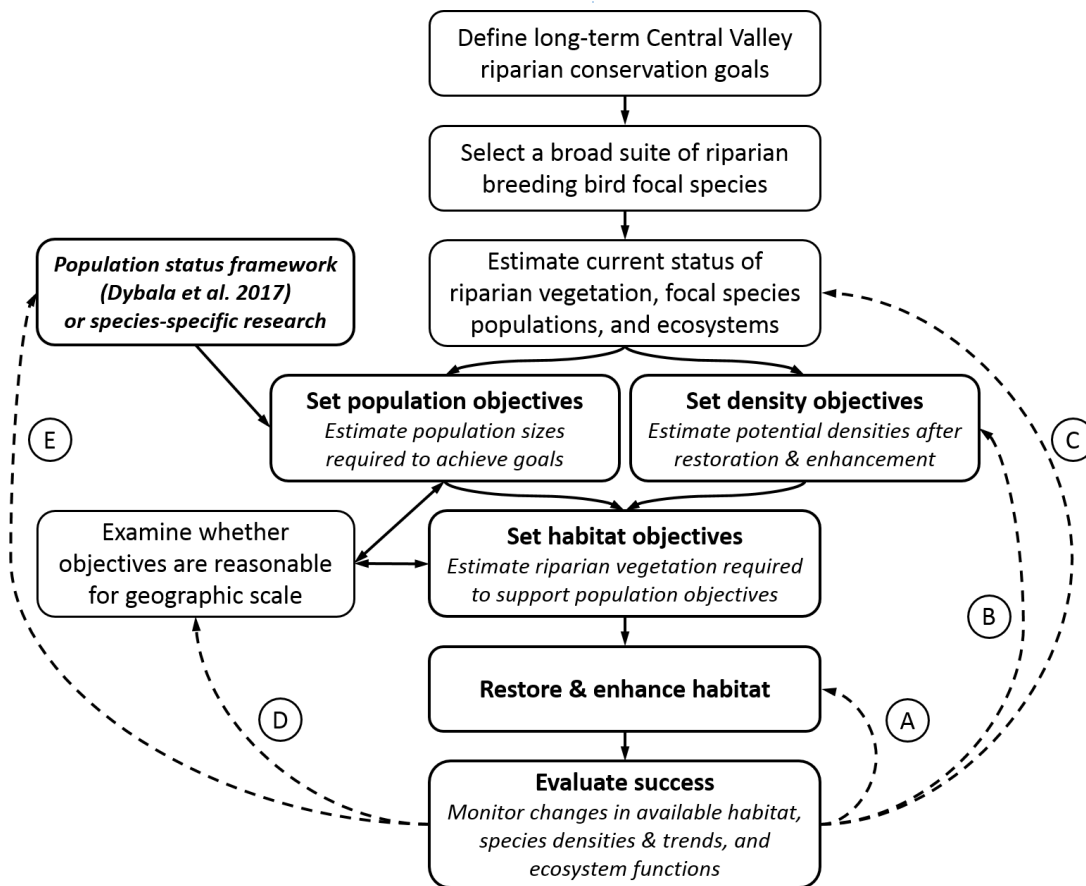 Define long-term Central Valley
riparian conservation goals
Select a broad suite of riparian
breeding bird focal species
Population status framework
(Dybala et al. 2017)
or species-specific research
Estimate current status of
riparian vegetation, focal species
populations, and ecosystems
Set population objectives
Estimate population sizes
required to achieve goals
Set density objectives
Estimate potential densities after
restoration & enhancement
E
C
Examine whether
objectives are reasonable
for geographic scale
Set habitat objectives
Estimate riparian vegetation required
to support population objectives
B
Restore & enhance habitat
D
A
Evaluate success
Monitor changes in available habitat,
species densities & trends, and
ecosystem functions